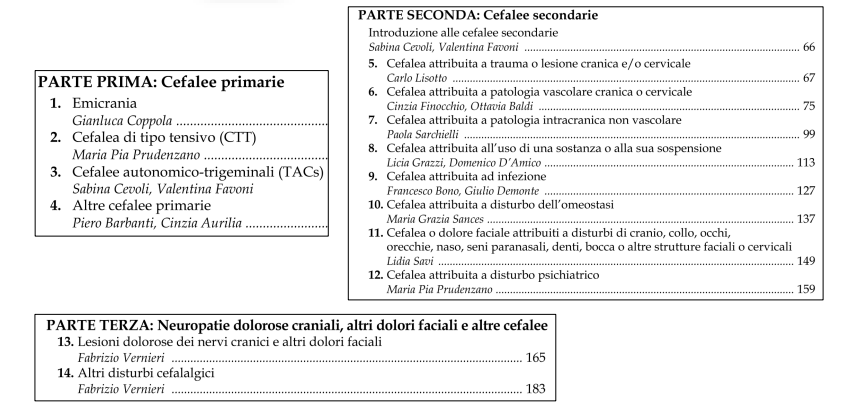 PARTE PRIMA: Cefalee primarie
1. Emicrania
Gianluca Coppola ........................................
2. Cefalea di tipo tensivo (CTT)
Maria Pia Prudenzano ................................
3. Cefalee autonomico-trigeminali (TACs)
Sabina Cevoli, Valentina Favoni
4. Altre cefalee primarie
Piero Barbanti, Cinzia Aurilia .....................
PARTE SECONDA: Cefalee secondarie
Introduzione alle cefalee secondarie
Sabina Cevoli, Valentina Favoni ........................................ 66
5. Cefalea attribuita a trauma o lesione cranica e/o cervicale
Carlo Lisotto ........................................ 67
6. Cefalea attribuita a patologia vascolare cranica o cervicale
Cinzia Finocchio, Ottavia Baldi ........................................ 75
7. Cefalea attribuita a patologia intracranica non vascolare
Paola Sarchielli ........................................ 99
8. Cefalea attribuita all'uso di una sostanza o alla sua sospensione
Licia Grazzi, Domenico D'Amico ........................................ 113
9. Cefalea attribuita ad infezione
Francesco Bono, Giulio Demonte ........................................ 127
10. Cefalea attribuita a disturbo dell'omeostasi
Maria Grazia Sances ........................................ 137
11. Cefalea o dolore faciale attribuiti a disturbi di cranio, collo, occhi,
orecchie, naso, seni paranasali, denti, bocca o altre strutture faciali o cervicali
Lidia Savi ........................................ 149
12. Cefalea attribuita a disturbo psichiatrico
Maria Pia Prudenzano ........................................ 159
PARTE TERZA: Neuropatie dolorose craniali, altri dolori faciali e altre cefalee
13. Lesioni dolorose dei nervi cranici e altri dolori faciali
Fabrizio Vernieri ........................................ 165
14. Altri disturbi cefalalgici
Fabrizio Vernieri ........................................ 183